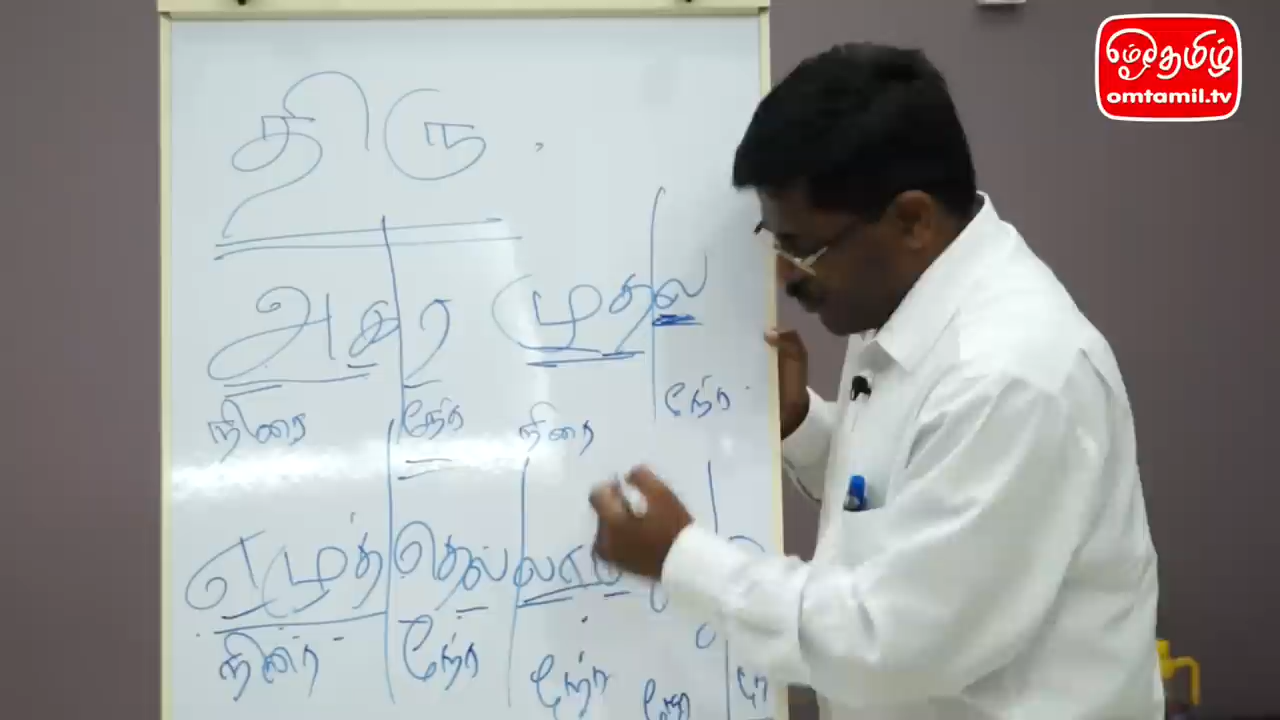 ஓம்தமிழ்
omtamil.tv
திரு
அகர முதல
நிரை நேர் நிரை நேர்
எழுத் தெல் லாம்
நிரை நேர் நேர் நேர்